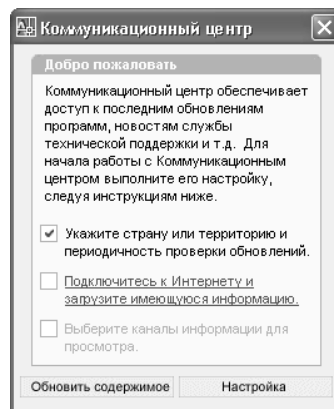 Коммуникационный центр
Добро пожаловать
Коммуникационный центр обеспечивает
доступ к последним обновлениям
программ, новостям службы
технической поддержки и т.д. Для
начала работы с Коммуникационным
центром выполните его настройку,
следуя инструкциям ниже.
Укажите страну или территорию и
периодичность проверки обновлений.
Подключитесь к Интернету и
загрузите имеющуюся информацию.
Выберите каналы информации для
просмотра.
Обновить содержимое
Настройка